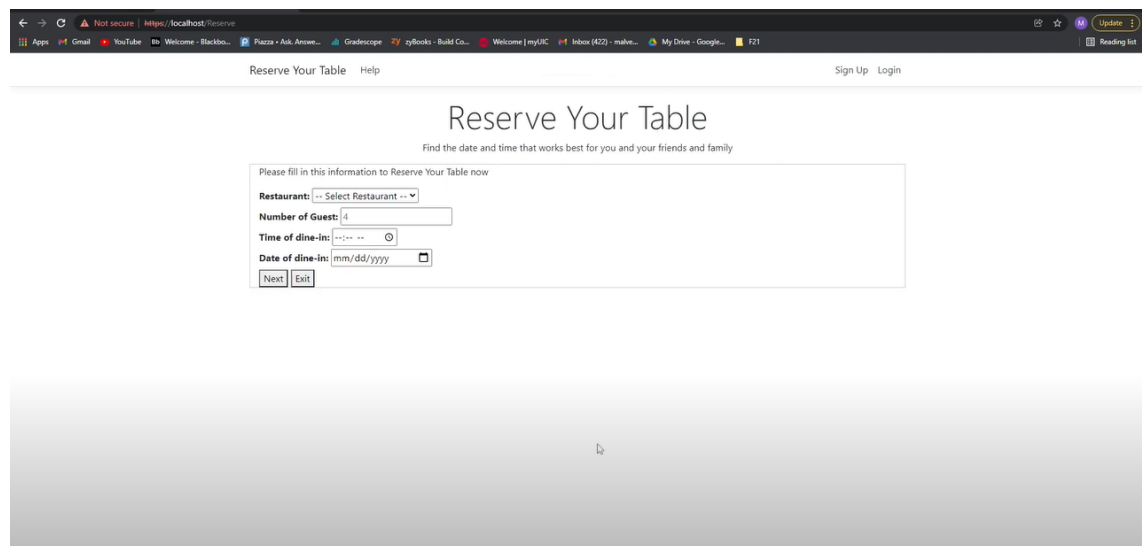 Not secure | https://localhost/Reserve
M Update
Apps Gmail YouTube Bb Welcome - Blackbo... Piazza • Ask. Answe... Gradescope zy zyBooks - Build Co... Welcome | myUIC Inbox (422) - malve... My Drive - Google... F21 Reading list
Reserve Your Table Help Sign Up Login
Reserve Your Table
Find the date and time that works best for you and your friends and family
Please fill in this information to Reserve Your Table now
Restaurant: -- Select Restaurant --
Number of Guest: 4
Time of dine-in: --:-- --
Date of dine-in: mm/dd/yyyy
Next Exit